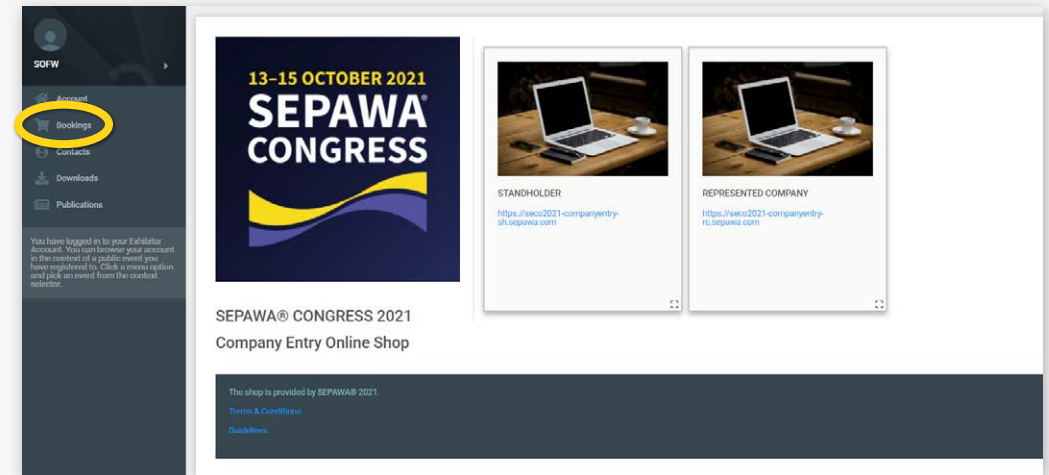 SOFW
Account
Bookings
Contacts
Downloads
Publications
You have logged in to your Exhibitor
Account. You can browse your account
in the context of a public event you
have registered to. Click a menu option
and pick an event from the context
selector.
13–15 OCTOBER 2021
SEPAWA®
CONGRESS
SEPAWA® CONGRESS 2021
Company Entry Online Shop
STANDHOLDER
https://seco2021-companyentry-
sh.sepawa.com
REPRESENTED COMPANY
https://seco2021-companyentry-
rc.sepawa.com
The shop is provided by SEPAWA® 2021.
Terms & Conditions
Guidelines